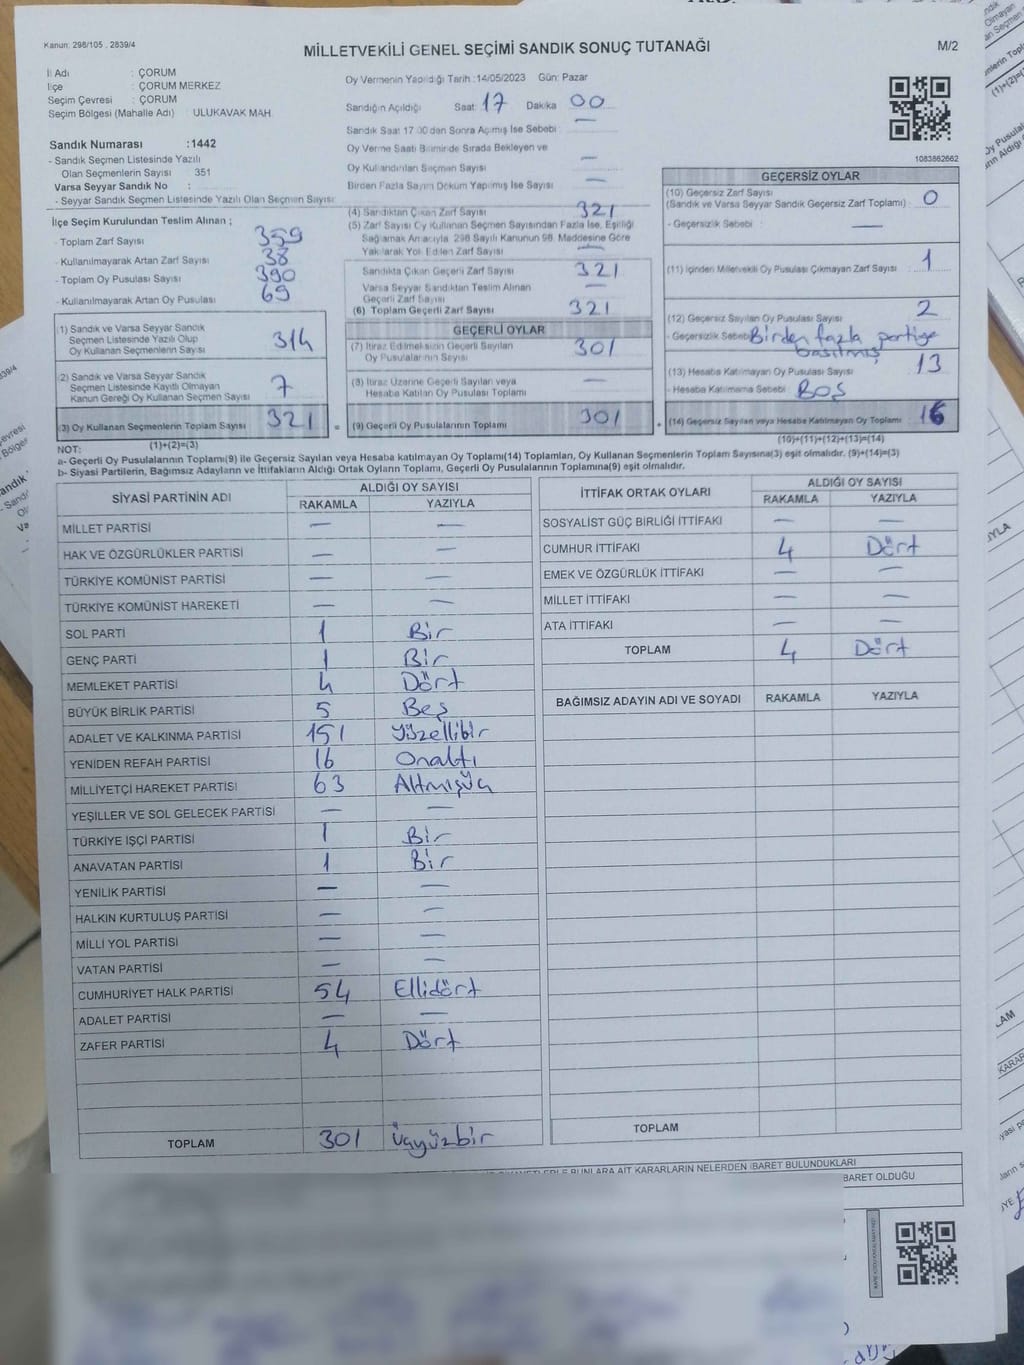 Kanun: 298/105 . 2839/4
MİLLETVEKİLİ GENEL SEÇİMİ SANDIK SONUÇ TUTANAĞI
M/2
İl Adı : ÇORUM
İlçe : ÇORUM MERKEZ
Seçim Çevresi : ÇORUM
Seçim Bölgesi (Mahalle Adı) ULUKAVAK MAH
Sandık Numarası :1442
- Sandık Seçmen Listesinde Yazılı
Olan Seçmenlerin Sayısı 351
Varsa Seyyar Sandık No :
- Seyyar Sandık Seçmen Listesinde Yazılı Olan Seçmen Sayısı
Oy Vermenin Yapıldığı Tarih :14/05/2023 Gün: Pazar
Sandığın Açıldığı Saat: 17 Dakika 00
Sandık Saat 17.00'dan Sonra Açılmış İse Sebebi : —
Oy Verme Saati Bitiminde Sırada Bekleyen ve
Oy Kullandırılan Seçmen Sayısı —
Birden Fazla Sayım Döküm Yapılmış İse Sayısı —
1083862662
İlçe Seçim Kurulundan Teslim Alınan ;
- Toplam Zarf Sayısı 359
- Kullanılmayarak Artan Zarf Sayısı 38
- Toplam Oy Pusulası Sayısı 390
- Kullanılmayarak Artan Oy Pusulası 69
(1) Sandık ve Varsa Seyyar Sandık
Seçmen Listesinde Yazılı Olup
Oy Kullanan Seçmenlerin Sayısı 314
(2) Sandık ve Varsa Seyyar Sandık
Seçmen Listesinde Kayıtlı Olmayan
Kanun Gereği Oy Kullanan Seçmen Sayısı 7
(3) Oy Kullanan Seçmenlerin Toplam Sayısı 321 =
(1)+(2)=(3)
(4) Sandıktan Çıkan Zarf Sayısı 321
(5) Zarf Sayısı Oy Kullanan Seçmen Sayısından Fazla İse, Eşitliği
Sağlamak Amacıyla 298 Sayılı Kanunun 98. Maddesine Göre
Yakılarak Yok Edilen Zarf Sayısı —
Sandıkta Çıkan Geçerli Zarf Sayısı 321
Varsa Seyyar Sandıktan Teslim Alınan
Geçerli Zarf Sayısı —
(6) Toplam Geçerli Zarf Sayısı 321
GEÇERLİ OYLAR
(7) İtiraz Edilmeksizin Geçerli Sayılan
Oy Pusulalarının Sayısı 301
(8) İtiraz Üzerine Geçerli Sayılan veya
Hesaba Katılan Oy Pusulaları Toplamı —
(9) Geçerli Oy Pusulalarının Toplamı 301 +
GEÇERSİZ OYLAR
(10) Geçersiz Zarf Sayısı
(Sandık ve Varsa Seyyar Sandık Geçersiz Zarf Toplamı) : 0
- Geçersizlik Sebebi : —
(11) İçinden Milletvekili Oy Pusulası Çıkmayan Zarf Sayısı : 1
(12) Geçersiz Sayılan Oy Pusulası Sayısı : 2
- Geçersizlik Sebebi Birden fazla partiye
basılmış
(13) Hesaba Katılmayan Oy Pusulası Sayısı : 13
- Hesaba Katılmama Sebebi : BOŞ
(14) Geçersiz Sayılan veya Hesaba Katılmayan Oy Toplamı 16
(10)+(11)+(12)+(13)=(14)
NOT:
a- Geçerli Oy Pusulalarının Toplamı(9) ile Geçersiz Sayılan veya Hesaba katılmayan Oy Toplamı(14) Toplamları, Oy Kullanan Seçmenlerin Toplam Sayısına(3) eşit olmalıdır. (9)+(14)=(3)
b- Siyasi Partilerin, Bağımsız Adayların ve İttifakların Aldığı Ortak Oyların Toplamı, Geçerli Oy Pusulalarının Toplamına(9) eşit olmalıdır.
SİYASİ PARTİNİN ADI ALDIĞI OY SAYISI
RAKAMLA YAZIYLA
MİLLET PARTİSİ — —
HAK VE ÖZGÜRLÜKLER PARTİSİ — —
TÜRKİYE KOMÜNİST PARTİSİ — —
TÜRKİYE KOMÜNİST HAREKETİ — —
SOL PARTİ 1 Bir
GENÇ PARTİ 1 Bir
MEMLEKET PARTİSİ 4 Dört
BÜYÜK BİRLİK PARTİSİ 5 Beş
ADALET VE KALKINMA PARTİSİ 151 Yüzellibir
YENİDEN REFAH PARTİSİ 16 Onaltı
MİLLİYETÇİ HAREKET PARTİSİ 63 Altmışüç
YEŞİLLER VE SOL GELECEK PARTİSİ — —
TÜRKİYE İŞÇİ PARTİSİ 1 Bir
ANAVATAN PARTİSİ 1 Bir
YENİLİK PARTİSİ — —
HALKIN KURTULUŞ PARTİSİ — —
MİLLİ YOL PARTİSİ — —
VATAN PARTİSİ — —
CUMHURİYET HALK PARTİSİ 54 Ellidört
ADALET PARTİSİ — —
ZAFER PARTİSİ 4 Dört
TOPLAM 301 Üçyüzbir
İTTİFAK ORTAK OYLARI ALDIĞI OY SAYISI
RAKAMLA YAZIYLA
SOSYALİST GÜÇ BİRLİĞİ İTTİFAKI — —
CUMHUR İTTİFAKI 4 Dört
EMEK VE ÖZGÜRLÜK İTTİFAKI — —
MİLLET İTTİFAKI — —
ATA İTTİFAKI — —
TOPLAM 4 Dört
BAĞIMSIZ ADAYIN ADI VE SOYADI RAKAMLA YAZIYLA
TOPLAM
BUNLARA AİT KARARLARIN NELERDEN İBARET BULUNDUKLARI
BARET OLDUĞU